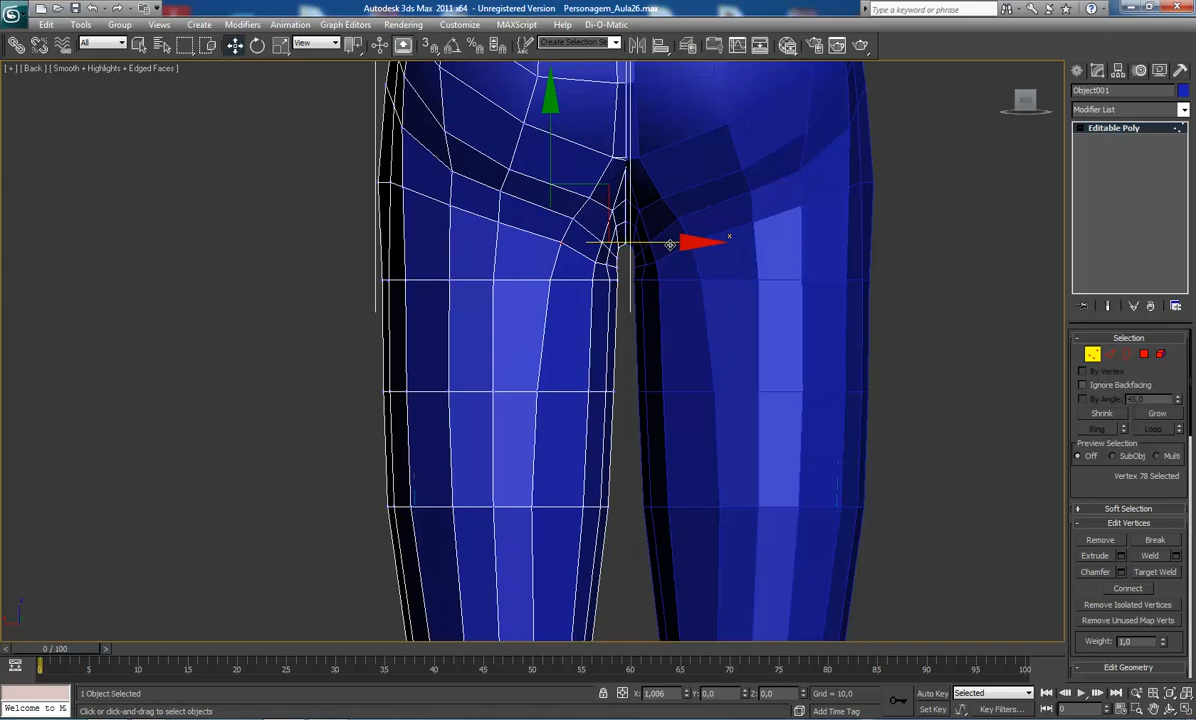 Autodesk 3ds Max 2011 x64 - Unregistered Version Personagem_Aula26.max
Type a keyword or phrase
Edit Tools Group Views Create Modifiers Animation Graph Editors Rendering Customize MAXScript Help Di-O-Matic
All View Create Selection Se
[ + ] [ Back ] [ Smooth + Highlights + Edged Faces ]
Object001
Modifier List
Editable Poly
x
Selection
By Vertex
Ignore Backfacing
By Angle: 45,0
Shrink Grow
Ring Loop
Preview Selection
Off SubObj Multi
Vertex 78 Selected
Soft Selection
Edit Vertices
Remove Break
Extrude Weld
Chamfer Target Weld
Connect
Remove Isolated Vertices
Remove Unused Map Verts
Weight: 1,0
Edit Geometry
0 / 100
0 5 10 15 20 25 30 35 40 45 50 55 60 65 70 75 80 85 90 95 100
1 Object Selected X: 1,006 Y: 0,0 Z: 0,0 Grid = 10,0 Auto Key Selected
Welcome to M Click or click-and-drag to select objects Add Time Tag Set Key Key Filters... 0